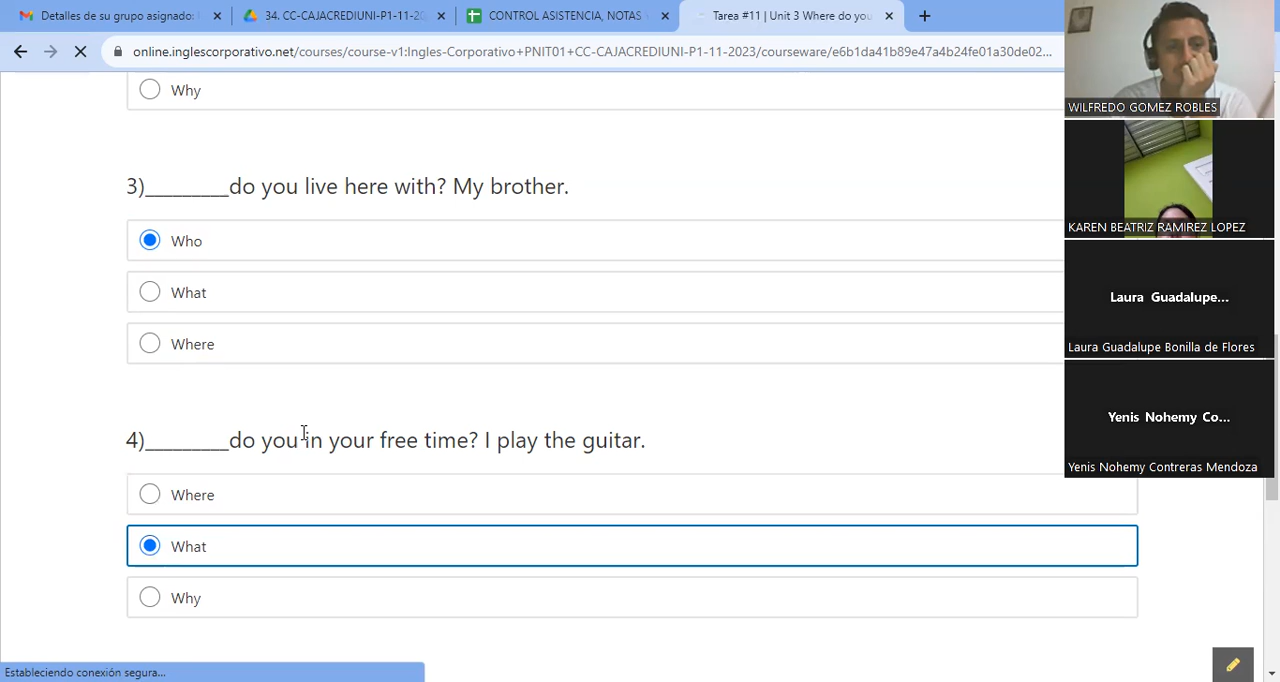 Detalles de su grupo asignado
34. CC-CAJACREDIUNI-P1-11-20
CONTROL ASISTENCIA, NOTAS
Tarea #11 | Unit 3 Where do you
online.inglescorporativo.net/courses/course-v1:Ingles-Corporativo+PNIT01+CC-CAJACREDIUNI-P1-11-2023/courseware/e6b1da41b89e47a4b24fe01a30de02...
Why
3)_________do you live here with? My brother.
Who
What
Where
4)_________do you in your free time? I play the guitar.
Where
What
Why
Estableciendo conexión segura...
WILFREDO GOMEZ ROBLES
KAREN BEATRIZ RAMIREZ LOPEZ
Laura Guadalupe...
Laura Guadalupe Bonilla de Flores
Yenis Nohemy Co...
Yenis Nohemy Contreras Mendoza